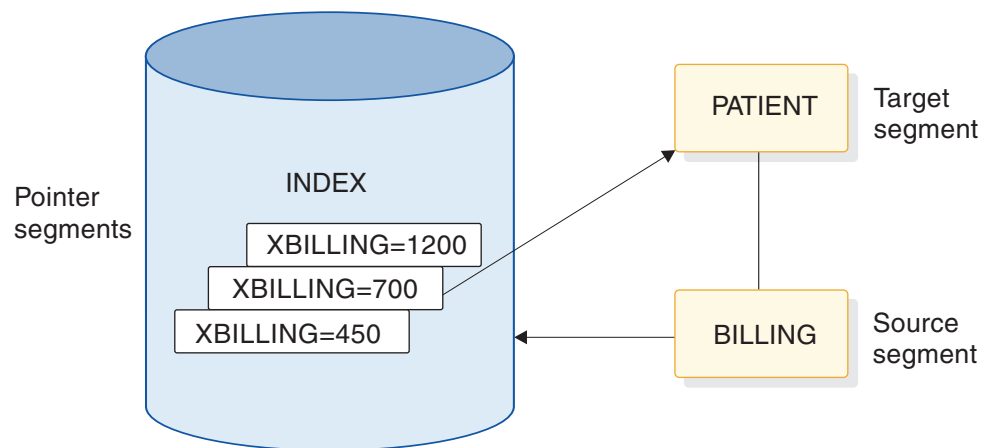 Pointer
segments
INDEX
XBILLING=1200
XBILLING=700
XBILLING=450
PATIENT
Target
segment
BILLING
Source
segment